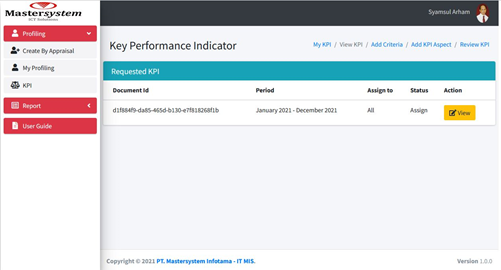 Mastersystem
ICT Solutions
Syamsul Arham
Profiling
Create By Appraisal
My Profiling
KPI
Report
User Guide
Key Performance Indicator
My KPI / View KPI / Add Criteria / Add KPI Aspect / Review KPI
Requested KPI
Document Id Period Assign to Status Action
d1f884f9-da85-465d-b130-e7f818268f1b January 2021 - December 2021 All Assign View
Copyright © 2021 PT. Mastersystem Infotama - IT MIS. Version 1.0.0